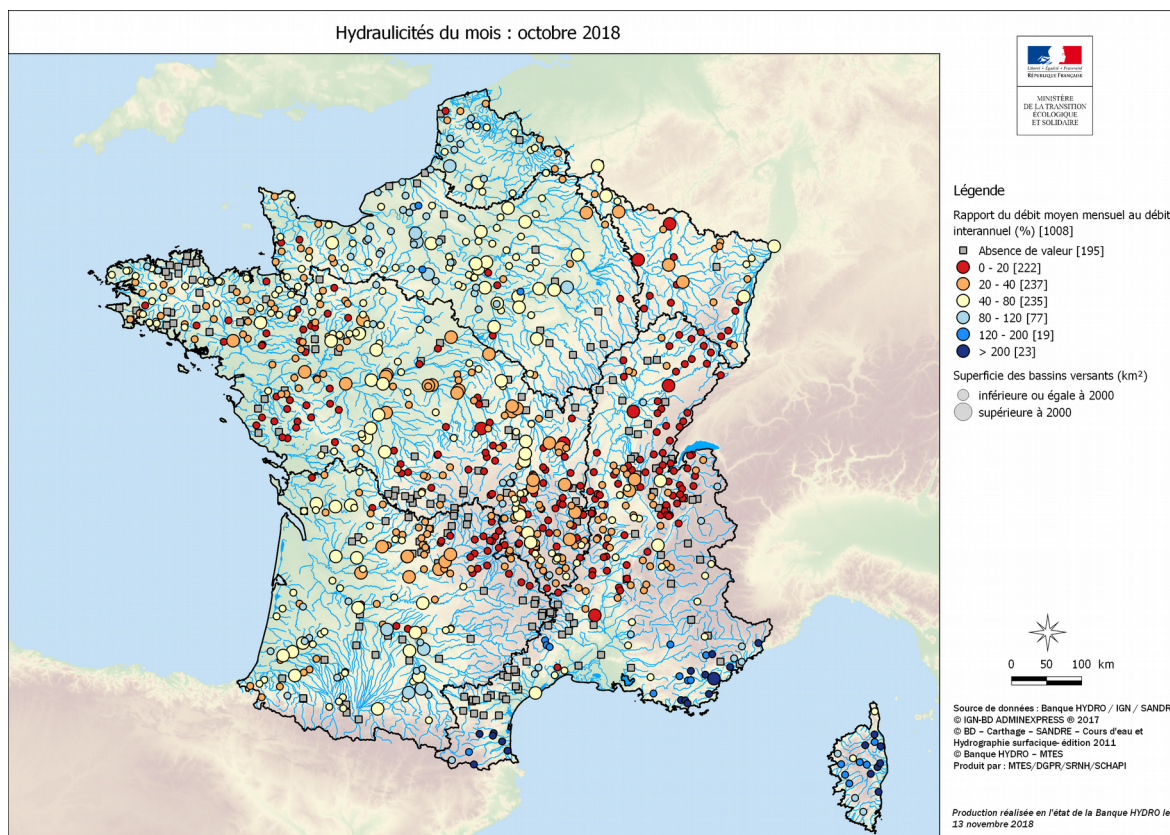 Hydraulicités du mois : octobre 2018
Liberté • Égalité • Fraternité
RÉPUBLIQUE FRANÇAISE
MINISTÈRE
DE LA TRANSITION
ÉCOLOGIQUE
ET SOLIDAIRE
Légende
Rapport du débit moyen mensuel au débit
interannuel (%) [1008]
Absence de valeur [195]
0 - 20 [222]
20 - 40 [237]
40 - 80 [235]
80 - 120 [77]
120 - 200 [19]
> 200 [23]
Superficie des bassins versants (km²)
inférieure ou égale à 2000
supérieure à 2000
0 50 100 km
Source de données : Banque HYDRO / IGN / SANDRE
© IGN-BD ADMINEXPRESS ® 2017
© BD – Carthage – SANDRE – Cours d'eau et
Hydrographie surfacique- édition 2011
© Banque HYDRO – MTES
Produit par : MTES/DGPR/SRNH/SCHAPI
Production réalisée en l'état de la Banque HYDRO le
13 novembre 2018